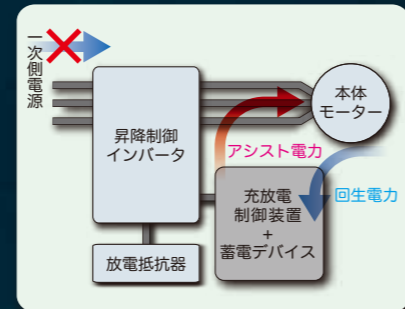 一次側電源
昇降制御
インバータ
本体
モーター
アシスト電力
回生電力
充放電
制御装置
+
蓄電デバイス
放電抵抗器